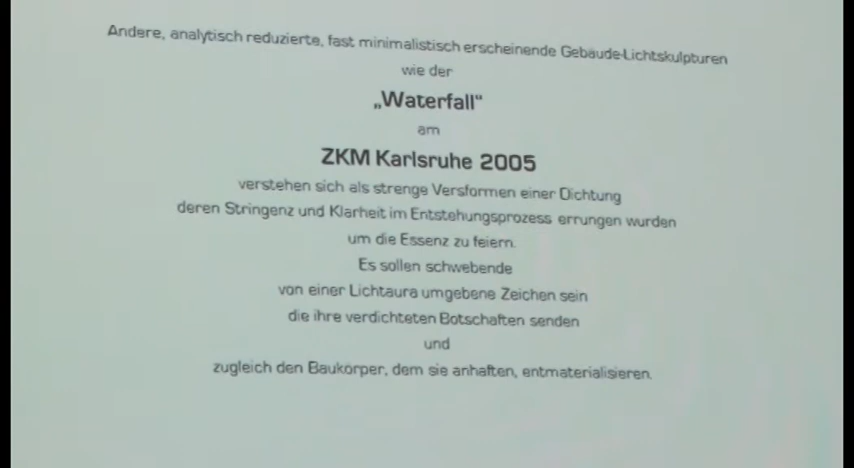 Andere, analytisch reduzierte, fast minimalistisch erscheinende Gebäude-Lichtskulpturen
wie der
„Waterfall“
am
ZKM Karlsruhe 2005
verstehen sich als strenge Versformen einer Dichtung
deren Stringenz und Klarheit im Entstehungsprozess errungen wurden
um die Essenz zu feiern.
Es sollen schwebende
von einer Lichtaura umgebene Zeichen sein
die ihre verdichteten Botschaften senden
und
zugleich den Baukörper, dem sie anhaften, entmaterialisieren.